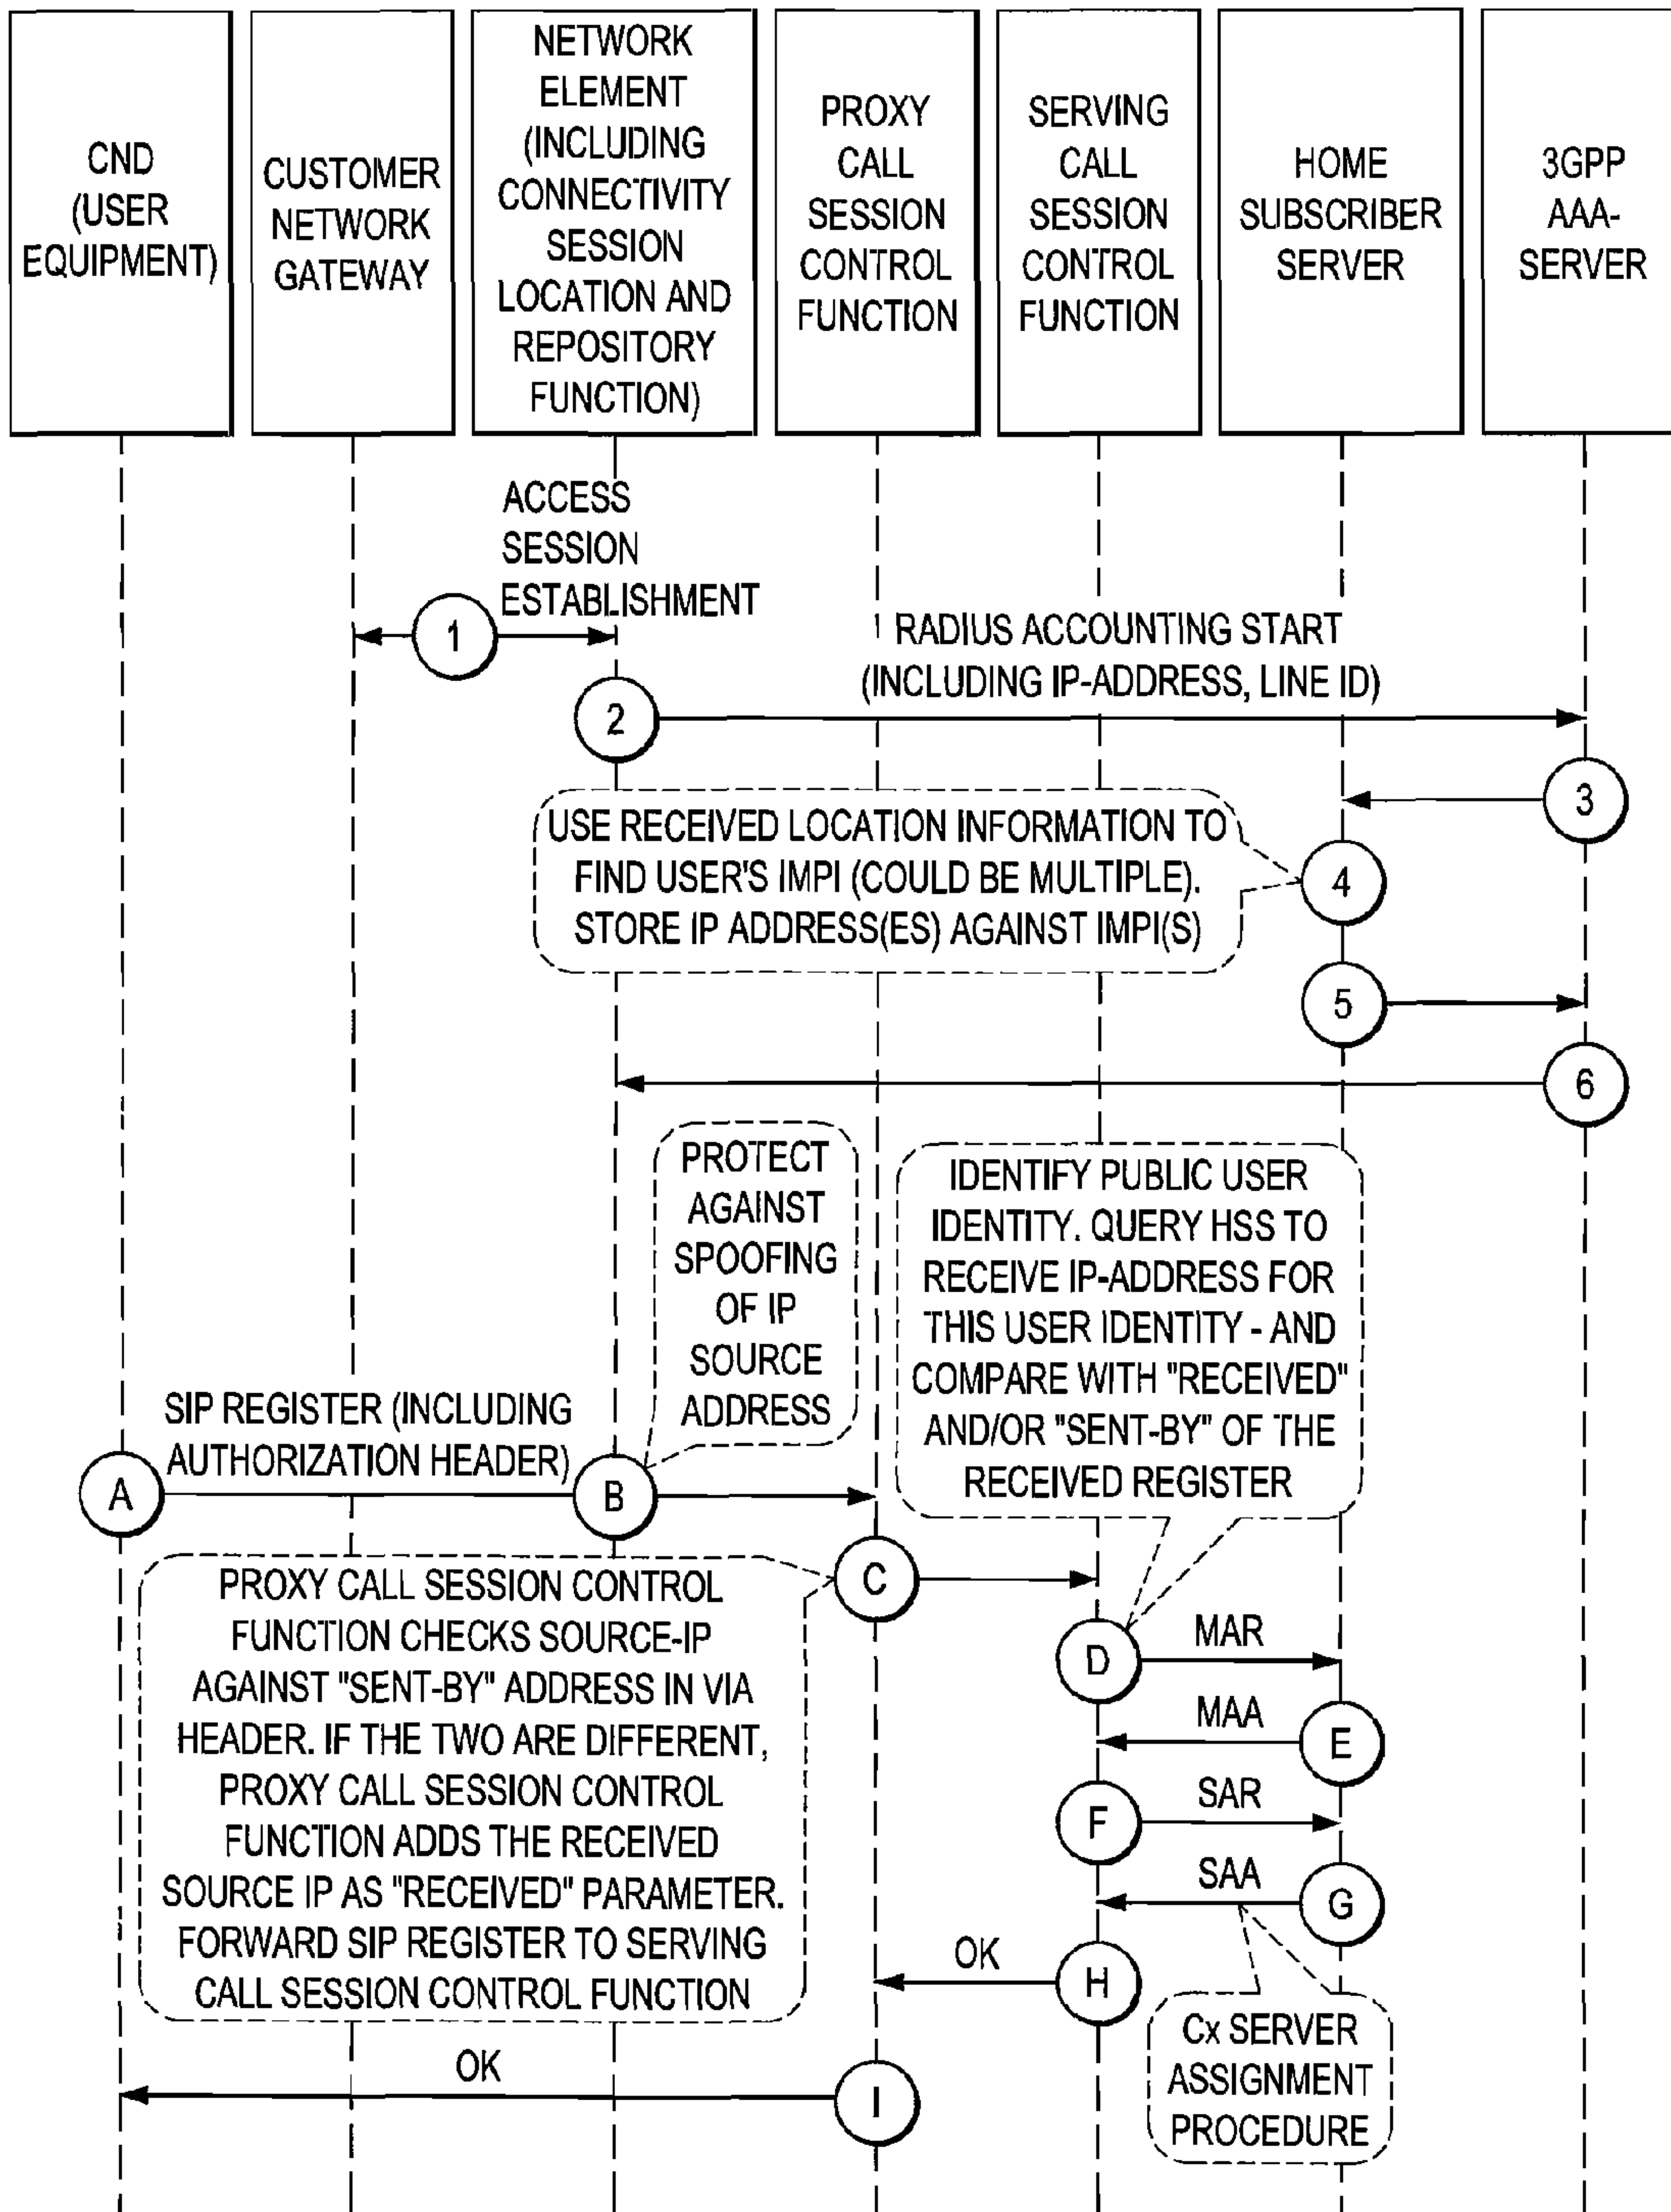 CND
(USER
EQUIPMENT)
CUSTOMER
NETWORK
GATEWAY
NETWORK
ELEMENT
(INCLUDING
CONNECTIVITY
SESSION
LOCATION AND
REPOSITORY
FUNCTION)
PROXY
CALL
SESSION
CONTROL
FUNCTION
SERVING
CALL
SESSION
CONTROL
FUNCTION
HOME
SUBSCRIBER
SERVER
3GPP
AAA-
SERVER
ACCESS
SESSION
ESTABLISHMENT
1
RADIUS ACCOUNTING START
(INCLUDING IP-ADDRESS, LINE ID)
2
3
USE RECEIVED LOCATION INFORMATION TO
FIND USER'S IMPI (COULD BE MULTIPLE).
STORE IP ADDRESS(ES) AGAINST IMPI(S)
4
5
6
PROTECT
AGAINST
SPOOFING
OF IP
SOURCE
ADDRESS
IDENTIFY PUBLIC USER
IDENTITY. QUERY HSS TO
RECEIVE IP-ADDRESS FOR
THIS USER IDENTITY - AND
COMPARE WITH "RECEIVED"
AND/OR "SENT-BY" OF THE
RECEIVED REGISTER
SIP REGISTER (INCLUDING
AUTHORIZATION HEADER)
A
B
C
PROXY CALL SESSION CONTROL
FUNCTION CHECKS SOURCE-IP
AGAINST "SENT-BY" ADDRESS IN VIA
HEADER. IF THE TWO ARE DIFFERENT,
PROXY CALL SESSION CONTROL
FUNCTION ADDS THE RECEIVED
SOURCE IP AS "RECEIVED" PARAMETER.
FORWARD SIP REGISTER TO SERVING
CALL SESSION CONTROL FUNCTION
D
MAR
MAA
E
F
SAR
SAA
G
OK
H
Cx SERVER
ASSIGNMENT
PROCEDURE
OK
I